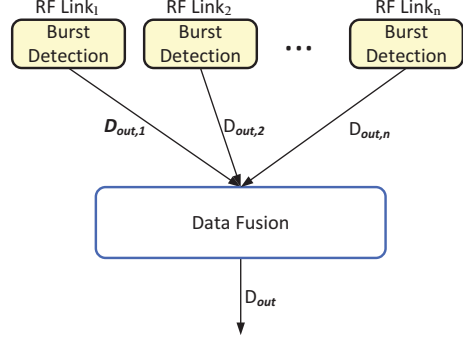 RF Link₁ RF Link₂ RF Linkₙ
Burst Burst ... Burst
Detection Detection Detection
D_out,1 D_out,2 D_out,n
Data Fusion
D_out